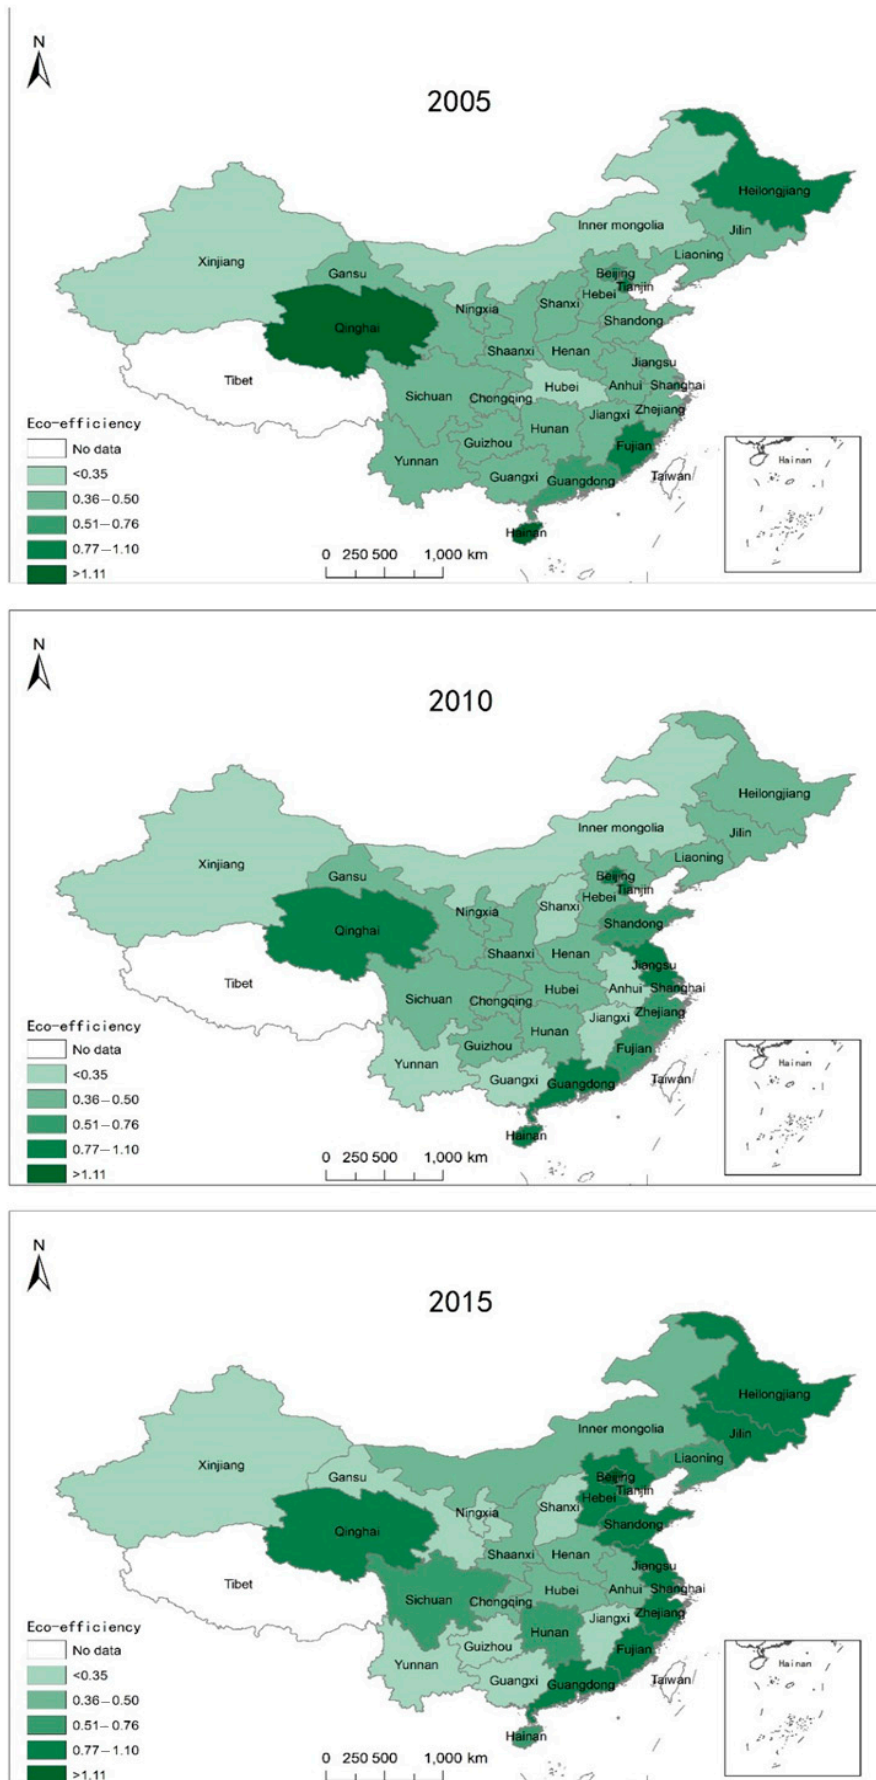 N
2005
Heilongjiang
Inner mongolia
Jilin
Xinjiang
Liaoning
Gansu
Beijing
Tianjin
Hebei
Shanxi
Ningxia
Shandong
Qinghai
Shaanxi
Henan
Jiangsu
Tibet
Hubei
Anhui
Shanghai
Sichuan
Chongqing
Zhejiang
Jiangxi
Hunan
Guizhou
Fujian
Yunnan
Guangxi
Guangdong
Taiwan
Hainan
Hainan
Eco-efficiency
No data
<0.35
0.36—0.50
0.51—0.76
0.77—1.10
>1.11
0 250 500 1,000 km
N
2010
Heilongjiang
Inner mongolia
Jilin
Xinjiang
Liaoning
Gansu
Beijing
Tianjin
Hebei
Shanxi
Ningxia
Shandong
Qinghai
Shaanxi
Henan
Jiangsu
Tibet
Hubei
Anhui
Shanghai
Sichuan
Chongqing
Zhejiang
Jiangxi
Hunan
Guizhou
Fujian
Yunnan
Guangxi
Guangdong
Taiwan
Hainan
Hainan
Eco-efficiency
No data
<0.35
0.36—0.50
0.51—0.76
0.77—1.10
>1.11
0 250 500 1,000 km
N
2015
Heilongjiang
Inner mongolia
Jilin
Xinjiang
Liaoning
Gansu
Beijing
Tianjin
Hebei
Shanxi
Ningxia
Shandong
Qinghai
Shaanxi
Henan
Jiangsu
Tibet
Hubei
Anhui
Shanghai
Sichuan
Chongqing
Zhejiang
Jiangxi
Hunan
Guizhou
Fujian
Yunnan
Guangxi
Guangdong
Taiwan
Hainan
Hainan
Eco-efficiency
No data
<0.35
0.36—0.50
0.51—0.76
0.77—1.10
>1.11
0 250 500 1,000 km